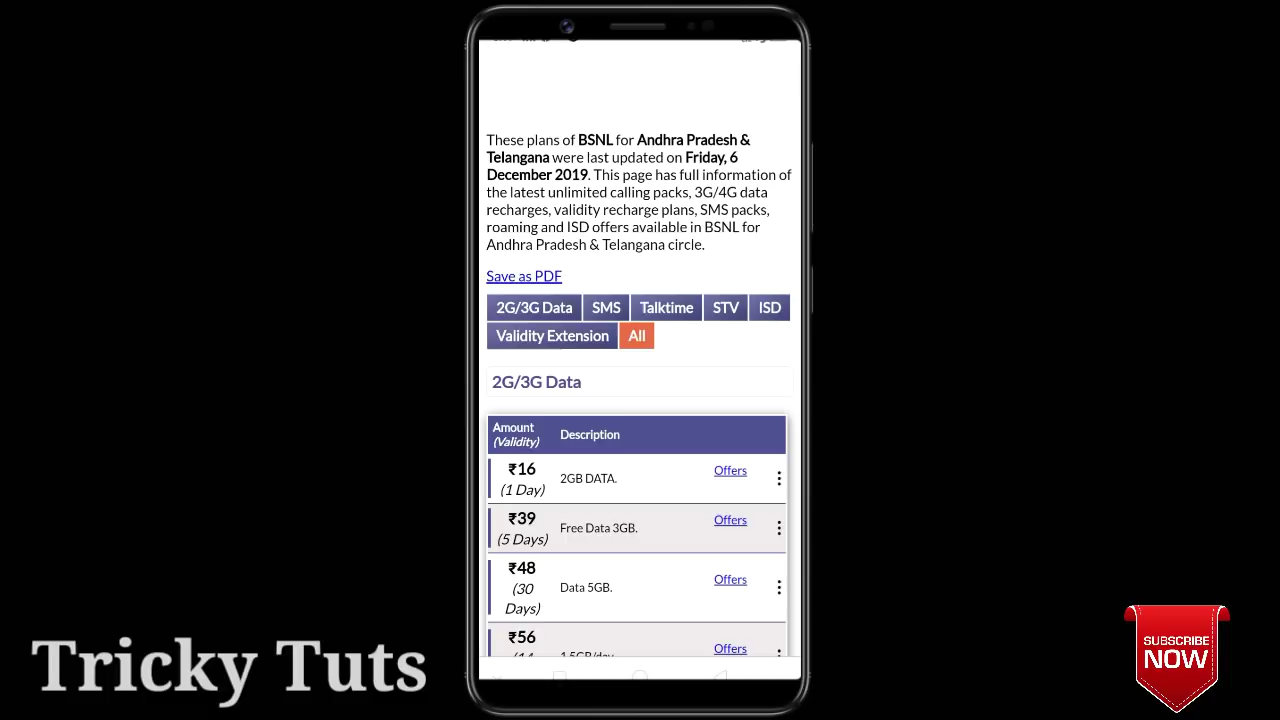 These plans of BSNL for Andhra Pradesh &
Telangana were last updated on Friday, 6
December 2019. This page has full information of
the latest unlimited calling packs, 3G/4G data
recharges, validity recharge plans, SMS packs,
roaming and ISD offers available in BSNL for
Andhra Pradesh & Telangana circle.
Save as PDF
2G/3G Data SMS Talktime STV ISD
Validity Extension All
2G/3G Data
Amount
(Validity) Description
₹16
(1 Day) 2GB DATA. Offers
₹39
(5 Days) Free Data 3GB. Offers
₹48
(30
Days) Data 5GB. Offers
₹56 Offers
1.5GB/day
Tricky Tuts
SUBSCRIBE
NOW